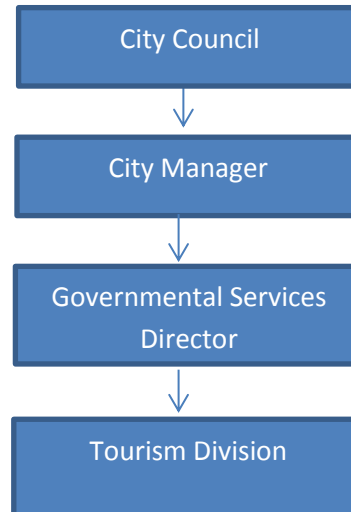 City Council
City Manager
Governmental Services
Director
Tourism Division